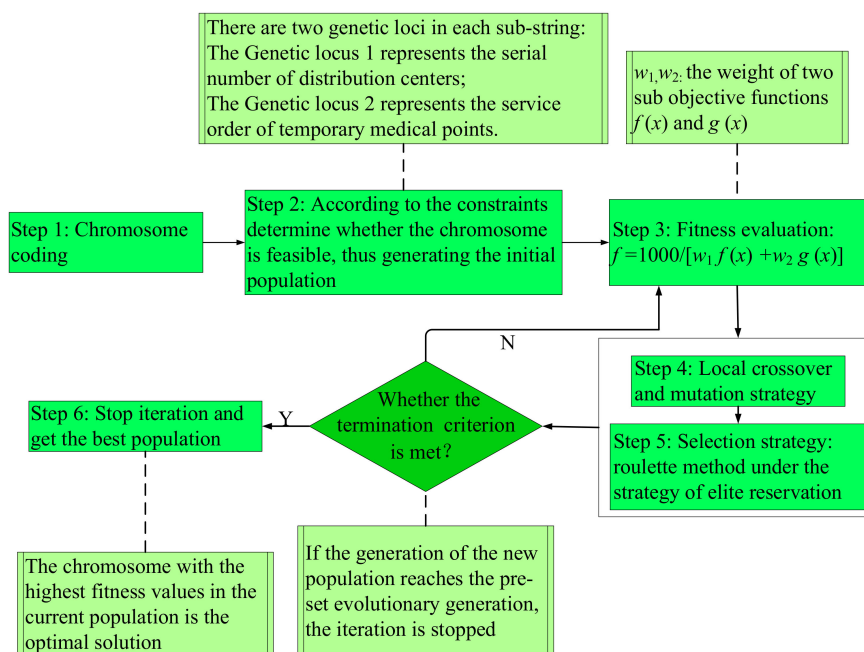 There are two genetic loci in each sub-string:
The Genetic locus 1 represents the serial
number of distribution centers;
The Genetic locus 2 represents the service
order of temporary medical points.
w₁,w₂: the weight of two
sub objective functions
f (x) and g (x)
Step 1: Chromosome
coding
Step 2: According to the constraints
determine whether the chromosome
is feasible, thus generating the initial
population
Step 3: Fitness evaluation:
f =1000/[w₁ f (x) +w₂ g (x)]
N
Step 4: Local crossover
and mutation strategy
Step 5: Selection strategy:
roulette method under the
strategy of elite reservation
Whether the
termination criterion
is met?
Y
Step 6: Stop iteration and
get the best population
The chromosome with the
highest fitness values in the
current population is the
optimal solution
If the generation of the new
population reaches the pre-
set evolutionary generation,
the iteration is stopped